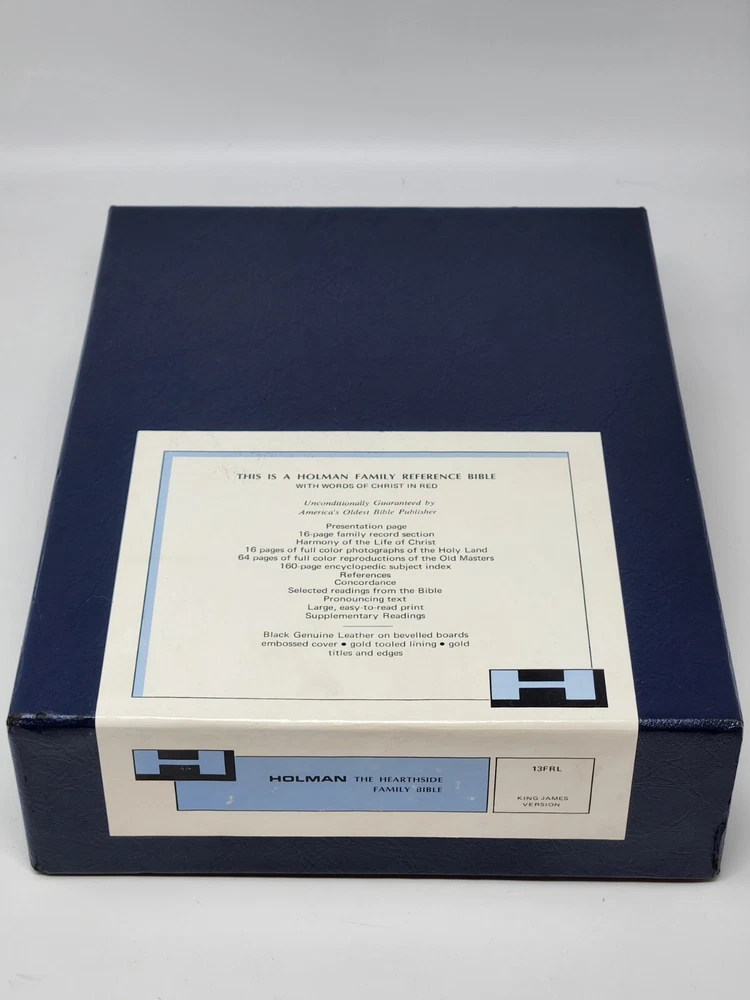 THIS IS A HOLMAN FAMILY REFERENCE BIBLE
WITH WORDS OF CHRIST IN RED
Unconditionally Guaranteed by
America's Oldest Bible Publisher
Presentation page
16-page family record section
Harmony of the Life of Christ
16 pages of full color photographs of the Holy Land
64 pages of full color reproductions of the Old Masters
160-page encyclopedic subject index
References
Concordance
Selected readings from the Bible
Pronouncing text
Large, easy-to-read print
Supplementary Readings
Black Genuine Leather on bevelled boards
embossed cover • gold tooled lining • gold
titles and edges
H
H
HOLMAN THE HEARTHSIDE
FAMILY BIBLE
13FRL
KING JAMES
VERSION